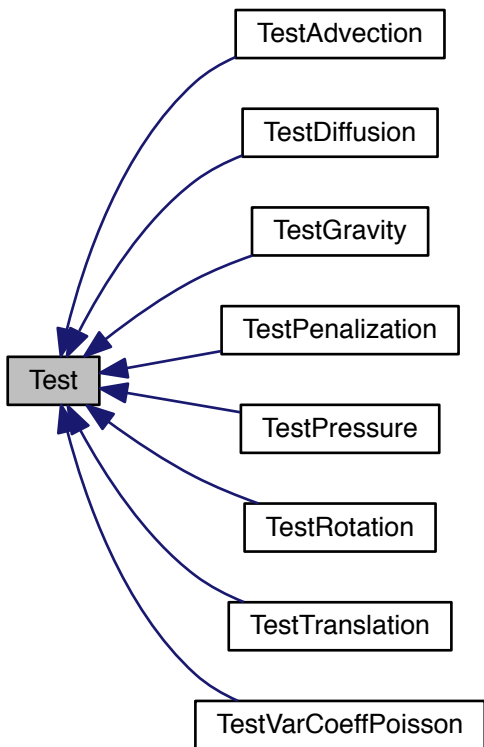 TestAdvection
TestDiffusion
TestGravity
TestPenalization
Test
TestPressure
TestRotation
TestTranslation
TestVarCoeffPoisson